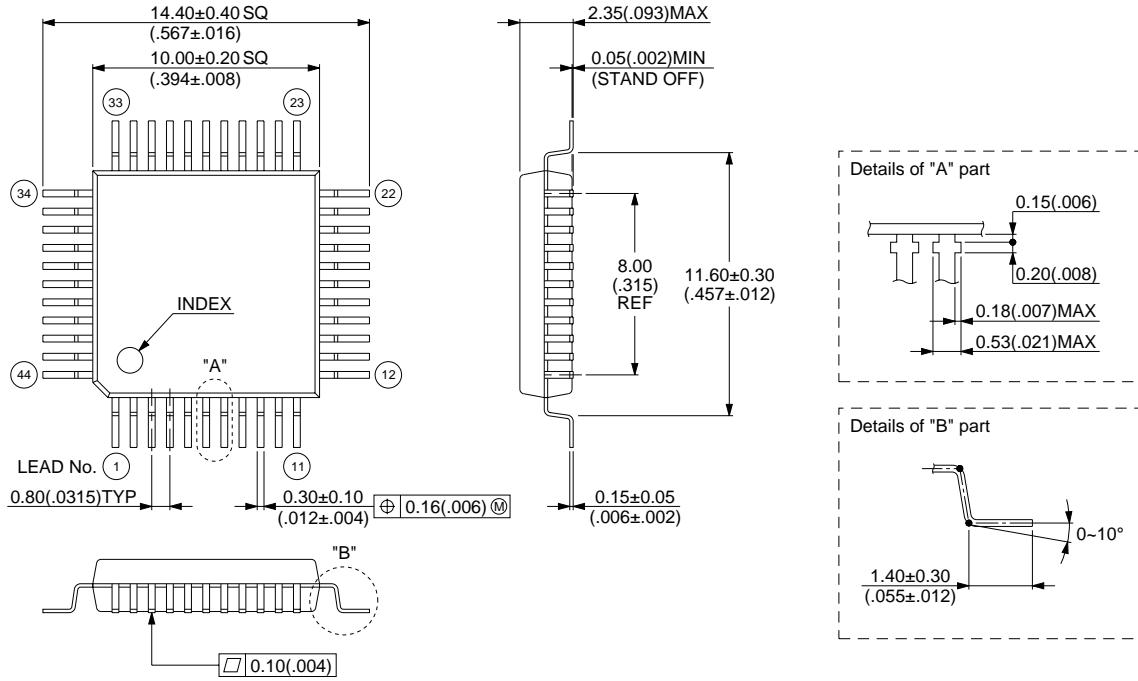 14.40±0.40 SQ
(.567±.016)
10.00±0.20 SQ
(.394±.008)
33
23
34
22
INDEX
44
"A"
12
LEAD No.
1
11
0.80(.0315)TYP
0.30±0.10
(.012±.004)
⌖ 0.16(.006) Ⓜ
"B"
⏥ 0.10(.004)
2.35(.093)MAX
0.05(.002)MIN
(STAND OFF)
8.00
(.315)
REF
11.60±0.30
(.457±.012)
0.15±0.05
(.006±.002)
Details of "A" part
0.15(.006)
0.20(.008)
0.18(.007)MAX
0.53(.021)MAX
Details of "B" part
0~10°
1.40±0.30
(.055±.012)